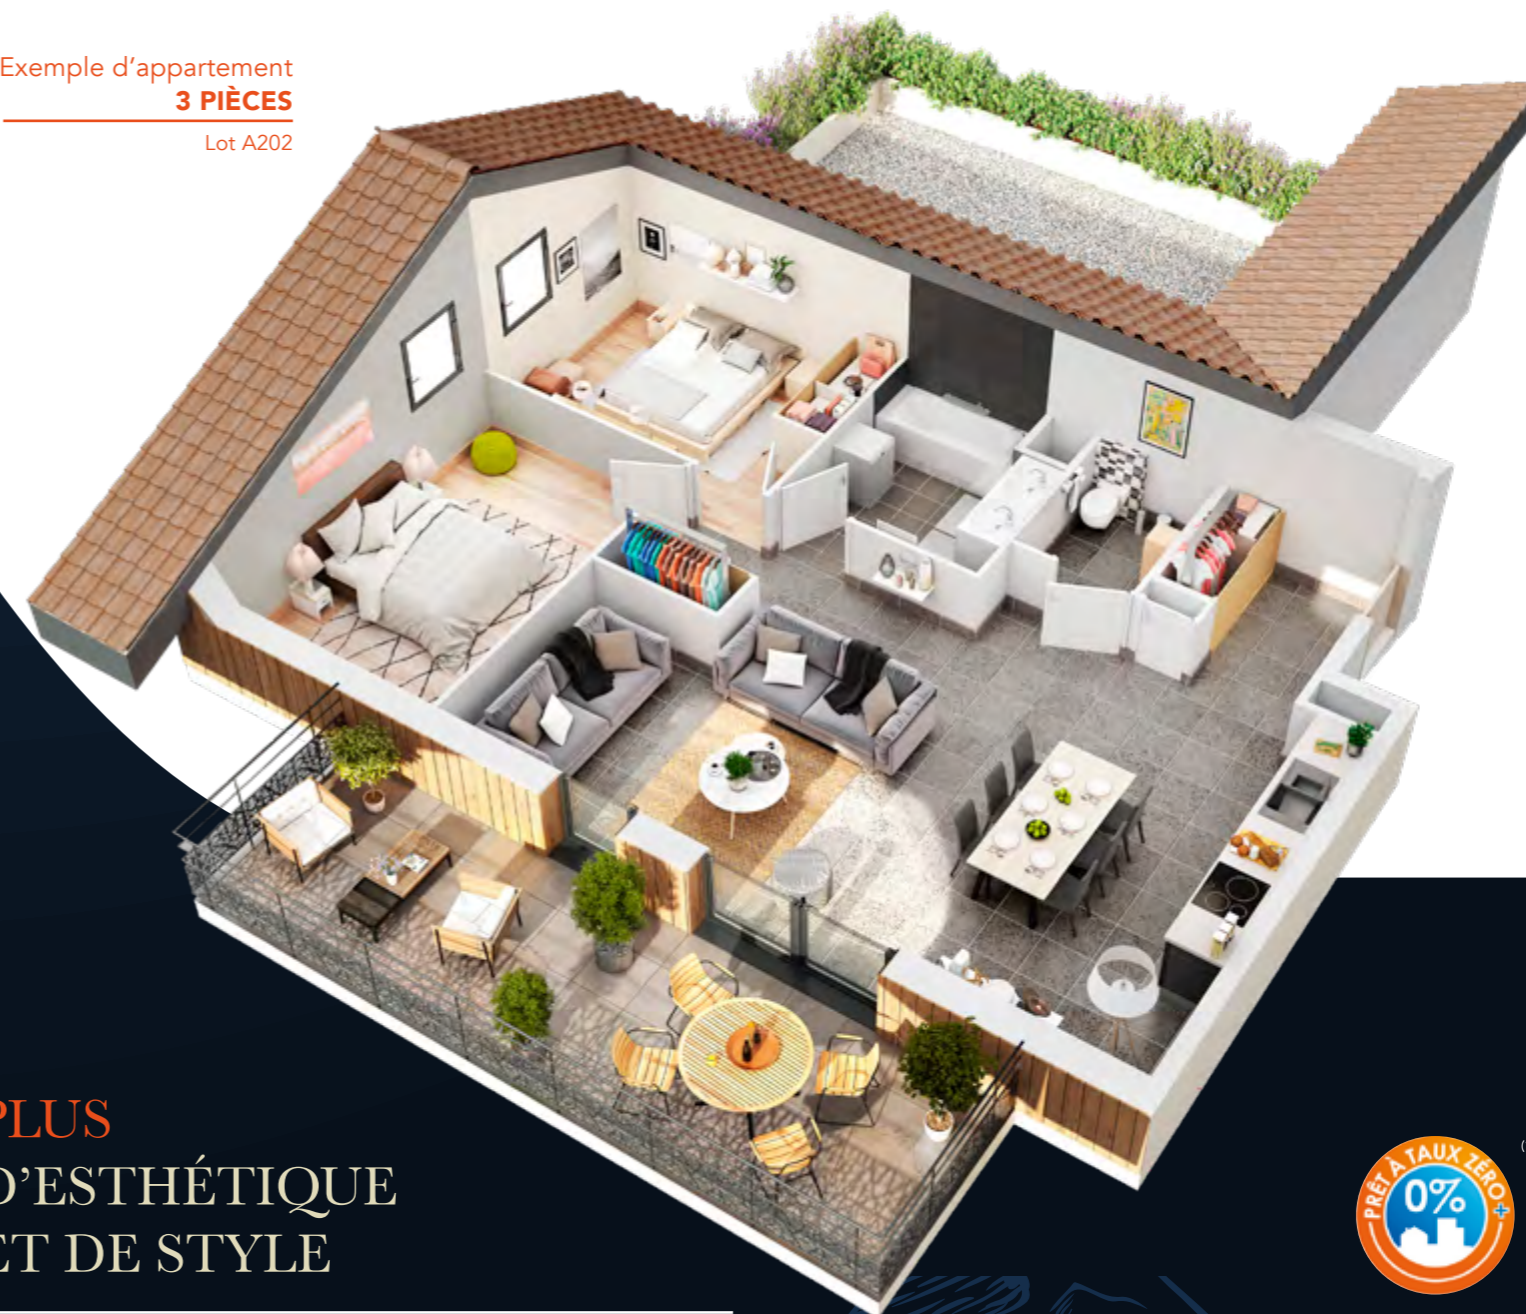 Exemple d'appartement
3 PIÈCES
Lot A202
PLUS
D'ESTHÉTIQUE
ET DE STYLE
PRÊT À TAUX ZÉRO +
0%